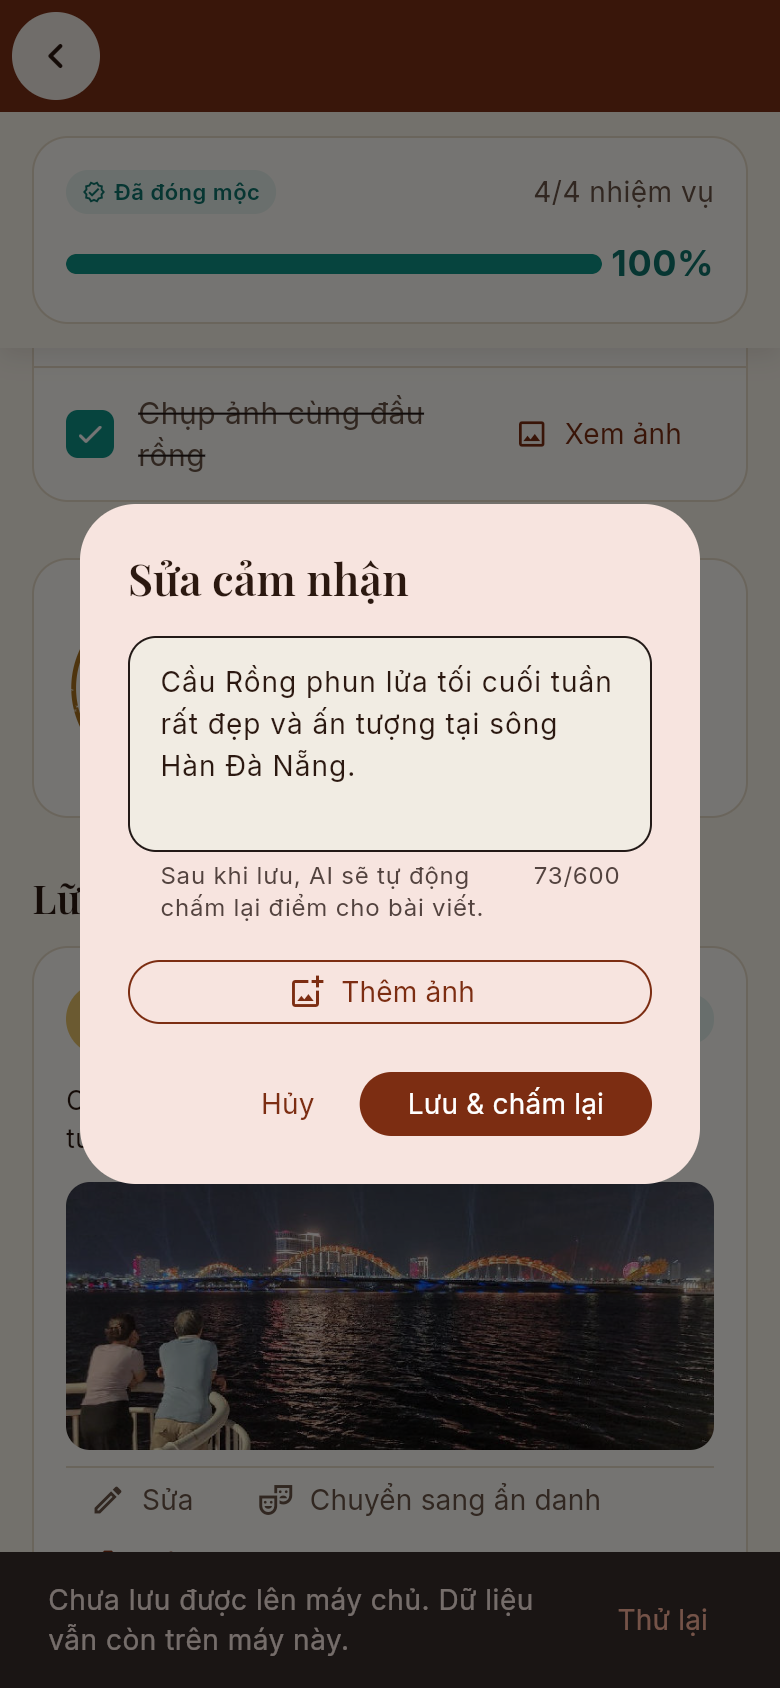 Đã đóng mộc
4/4 nhiệm vụ
100%
Chụp ảnh cùng đầu
rồng
Xem ảnh
Sửa cảm nhận
Cầu Rồng phun lửa tối cuối tuần
rất đẹp và ấn tượng tại sông
Hàn Đà Nẵng.
Sau khi lưu, AI sẽ tự động
chấm lại điểm cho bài viết.
73/600
Thêm ảnh
Hủy
Lưu & chấm lại
Sửa
Chuyển sang ẩn danh
Chưa lưu được lên máy chủ. Dữ liệu
vẫn còn trên máy này.
Thử lại